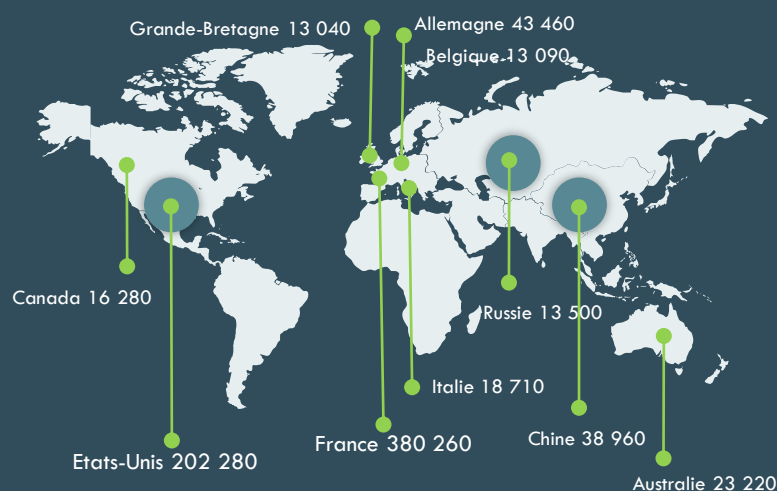 Grande-Bretagne 13 040
Allemagne 43 460
Belgique 13 090
Canada 16 280
Russie 13 500
Italie 18 710
Chine 38 960
France 380 260
Etats-Unis 202 280
Australie 23 220